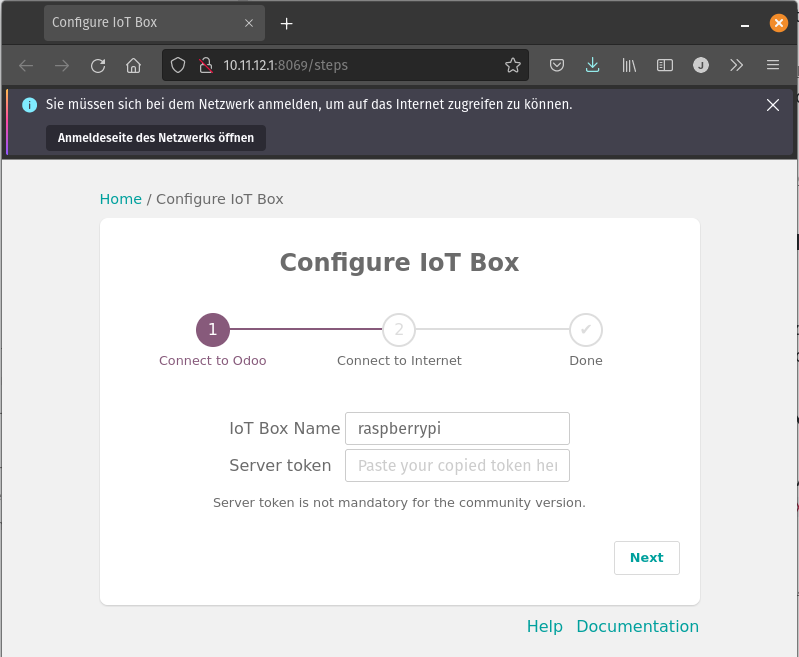 Configure IoT Box
10.11.12.1:8069/steps
J
Sie müssen sich bei dem Netzwerk anmelden, um auf das Internet zugreifen zu können.
Anmeldeseite des Netzwerks öffnen
Home / Configure IoT Box
Configure IoT Box
1 2 ✔
Connect to Odoo Connect to Internet Done
IoT Box Name raspberrypi
Server token Paste your copied token her
Server token is not mandatory for the community version.
Next
Help Documentation